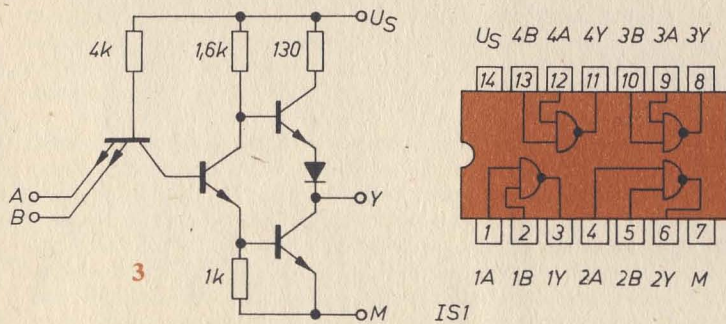 U_S
4k
1,6k
130
A
B
Y
3
1k
M
U_S 4B 4A 4Y 3B 3A 3Y
14 13 12 11 10 9 8
1 2 3 4 5 6 7
1A 1B 1Y 2A 2B 2Y M
IS1